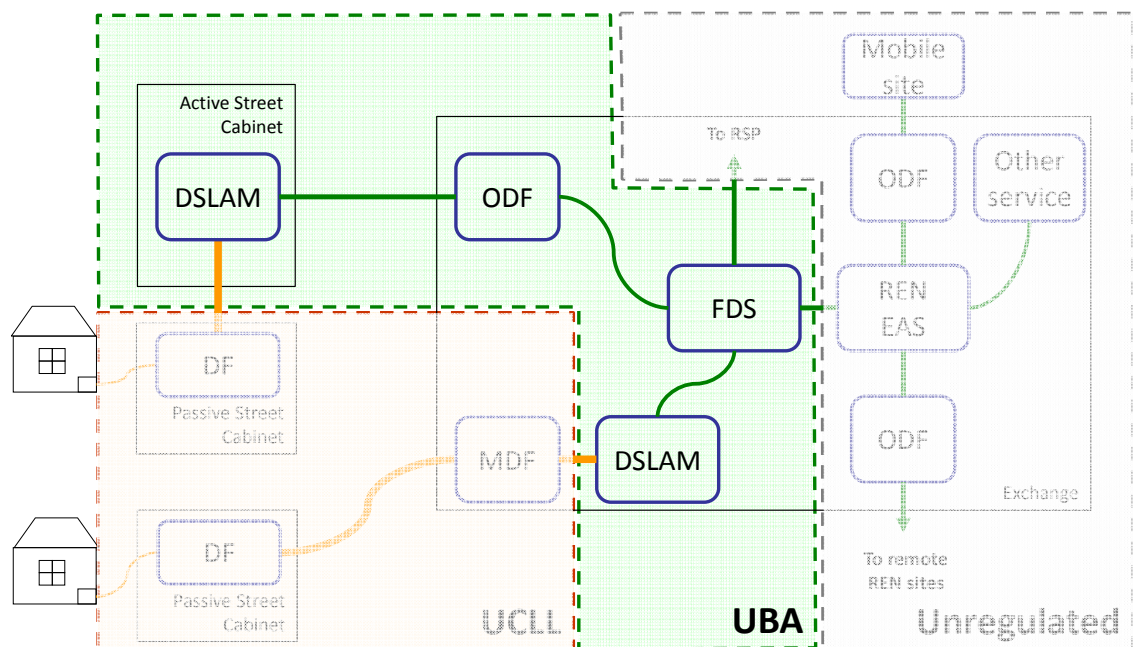 Mobile
site
Active Street
Cabinet
To RSP
DSLAM
ODF
ODF
Other
service
FDS
REN
EAS
DF
Passive Street
Cabinet
MDF
DSLAM
ODF
Exchange
DF
To remote
REN sites
Passive Street
Cabinet
UCLL
UBA
Unregulated